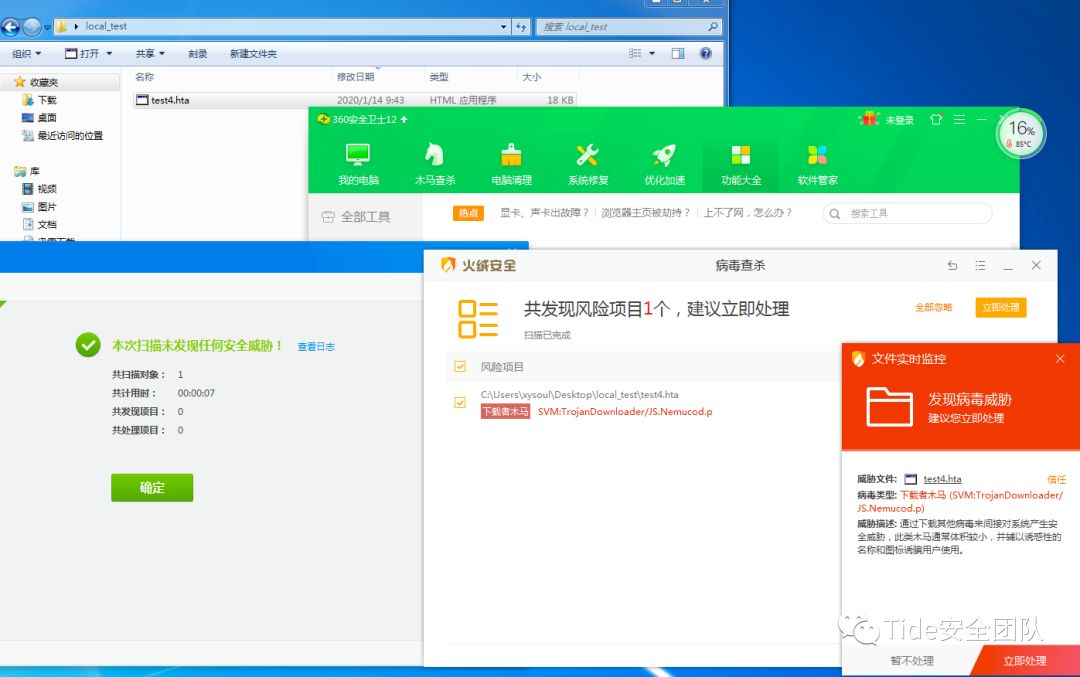 local_test
搜索 local_test
组织
打开
共享
刻录
新建文件夹
名称
修改日期
类型
大小
收藏夹
下载
桌面
最近访问的位置
库
视频
图片
文档
test4.hta
2020/1/14 9:43
HTML 应用程序
18 KB
360安全卫士12
未登录
16%
85°C
我的电脑
木马查杀
电脑清理
系统修复
优化加速
功能大全
软件管家
全部工具
热点
显卡、声卡出故障？
浏览器主页被劫持？
上不了网，怎么办？
搜索工具
本次扫描未发现任何安全威胁！
查看日志
共扫描对象： 1
共计用时： 00:00:07
共发现项目： 0
共处理项目： 0
确定
火绒安全
病毒查杀
共发现风险项目1个，建议立即处理
扫描已完成
全部忽略
立即处理
风险项目
C:\Users\xysoul\Desktop\local_test\test4.hta
下载者木马
SVM:TrojanDownloader/JS.Nemucod.p
文件实时监控
发现病毒威胁
建议您立即处理
威胁文件:
test4.hta
信任
病毒类型: 下载者木马 (SVM:TrojanDownloader/
JS.Nemucod.p)
威胁描述: 通过下载其他病毒来间接对系统产生安
全威胁，此类木马通常体积较小，并辅以诱惑性的
名称和图标诱骗用户使用。
Tide安全团队
暂不处理
立即处理